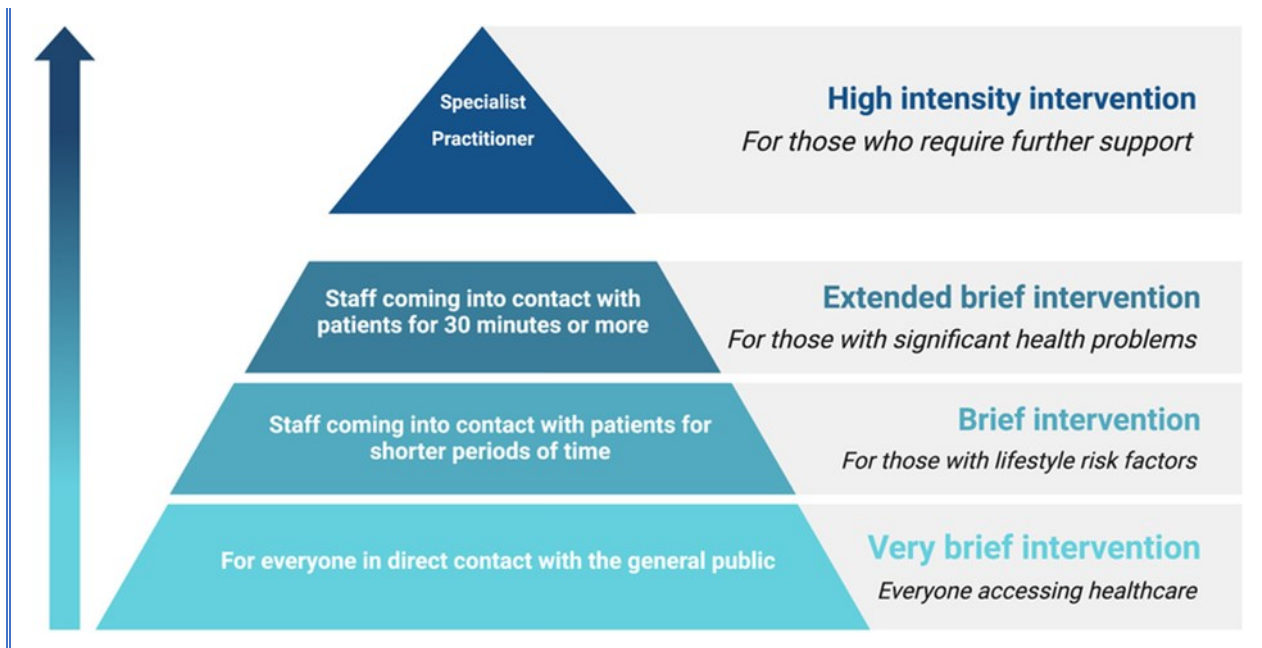 Specialist
Practitioner
High intensity intervention
For those who require further support
Staff coming into contact with
patients for 30 minutes or more
Extended brief intervention
For those with significant health problems
Staff coming into contact with patients for
shorter periods of time
Brief intervention
For those with lifestyle risk factors
For everyone in direct contact with the general public
Very brief intervention
Everyone accessing healthcare